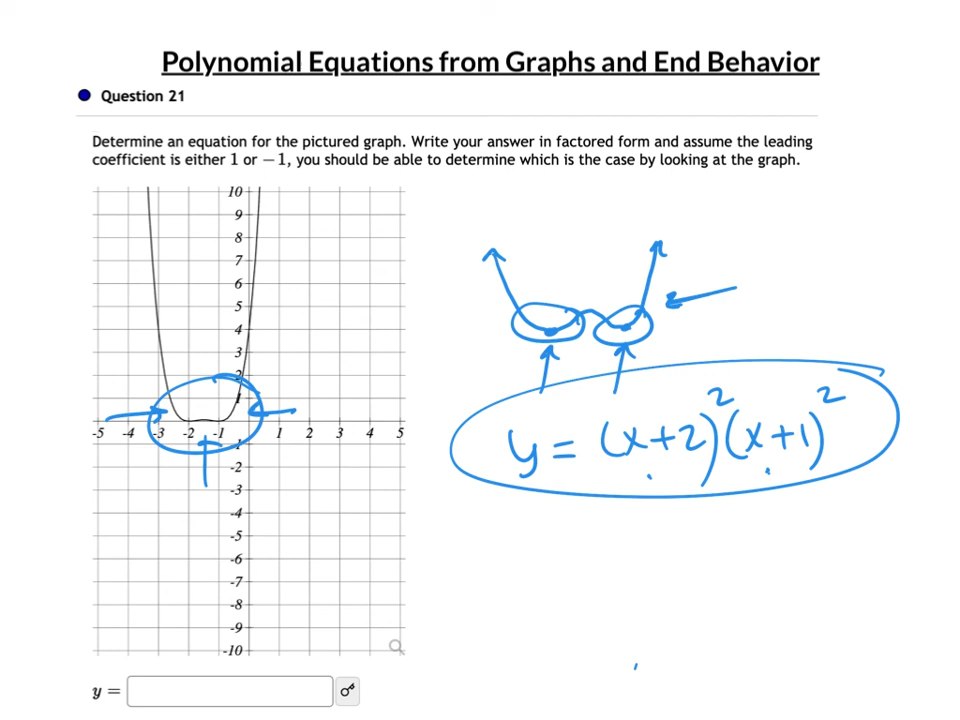 Polynomial Equations from Graphs and End Behavior
Question 21
Determine an equation for the pictured graph. Write your answer in factored form and assume the leading
coefficient is either 1 or −1, you should be able to determine which is the case by looking at the graph.
10
9
8
7
6
5
4
3
2
1
-5 -4 -3 -2 -1 1 2 3 4 5
-1
-2
-3
-4
-5
-6
-7
-8
-9
-10
y = (x+2)²(x+1)²
y =